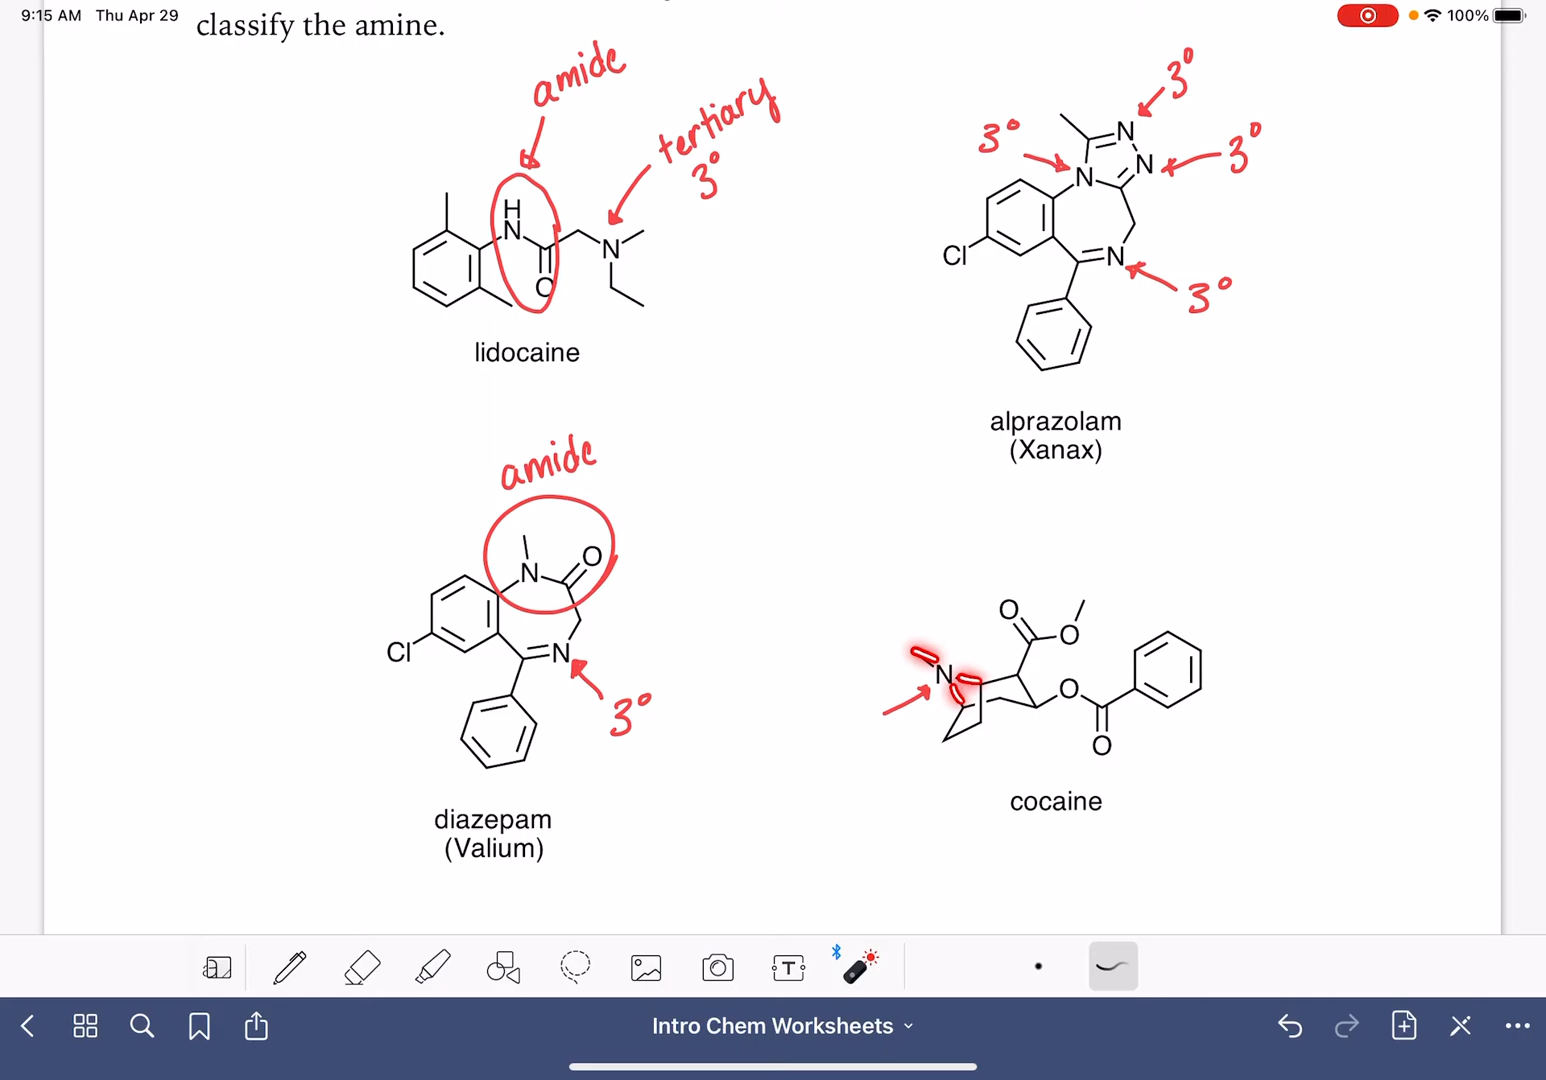 9:15 AM Thu Apr 29
100%
classify the amine.
amide
tertiary
3°
H
N
O
N
lidocaine
3°
3°
3°
N
N
N
Cl
N
3°
alprazolam
(Xanax)
amide
N
O
Cl
N
3°
diazepam
(Valium)
O
O
N
O
O
cocaine
a
T
Intro Chem Worksheets